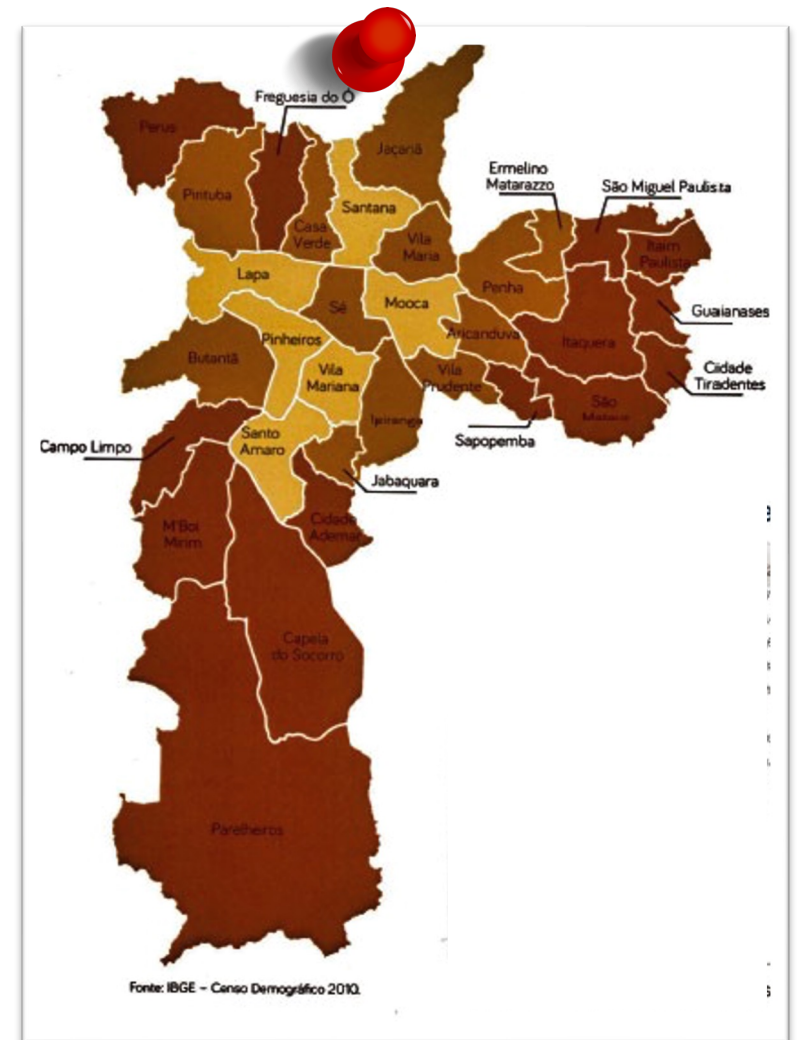 Freguesia do Ó
Perus
Jaçanã
Ermelino
Matarazzo
São Miguel Paulista
Pirituba
Santana
Casa
Verde
Vila
Maria
Itaim
Paulista
Lapa
Penha
Sé
Mooca
Guaianases
Aricanduva
Pinheiros
Itaquera
Butantã
Vila
Mariana
Vila
Prudente
Cidade
Tiradentes
São
Mateus
Ipiranga
Santo
Amaro
Sapopemba
Campo Limpo
Jabaquara
M'Boi
Mirim
Cidade
Ademar
Capela
do Socorro
Parelheiros
Fonte: IBGE – Censo Demográfico 2010.